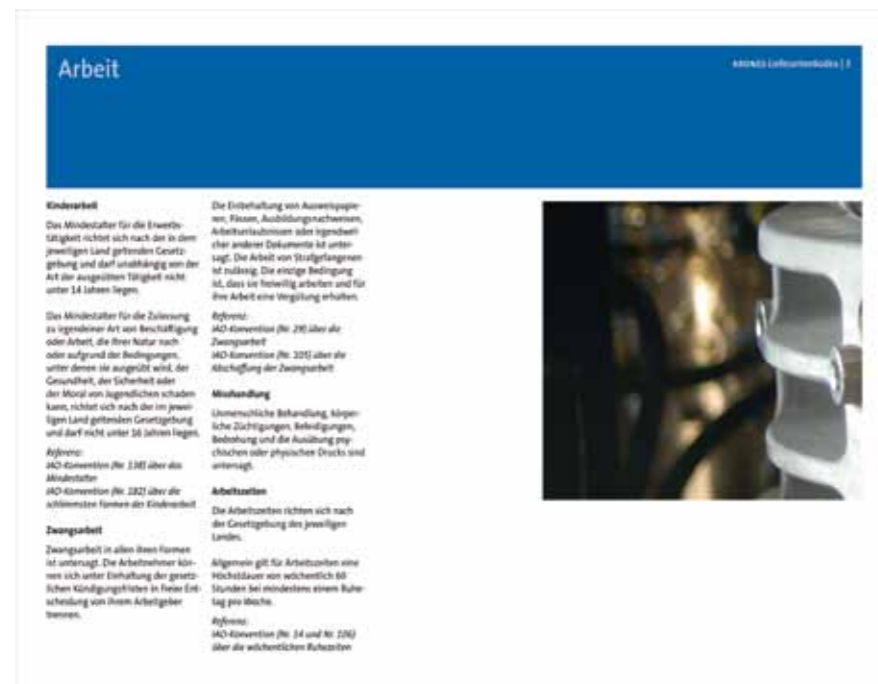 Arbeit
KRONES Lieferantenkodex | 3
Kinderarbeit
Das Mindestalter für die Erwerbs-
tätigkeit richtet sich nach der in dem
jeweiligen Land geltenden Gesetz-
gebung und darf unabhängig von der
Art der ausgeübten Tätigkeit nicht
unter 14 Jahren liegen.
Das Mindestalter für die Zulassung
zu irgendeiner Art von Beschäftigung
oder Arbeit, die ihrer Natur nach
oder aufgrund der Bedingungen,
unter denen sie ausgeübt wird, der
Gesundheit, der Sicherheit oder
der Moral von Jugendlichen schaden
kann, richtet sich nach der im jewei-
ligen Land geltenden Gesetzgebung
und darf nicht unter 16 Jahren liegen.
Referenz:
IAO-Konvention (Nr. 138) über das
Mindestalter
IAO-Konvention (Nr. 182) über die
schlimmsten Formen der Kinderarbeit
Zwangsarbeit
Zwangsarbeit in allen ihren Formen
ist untersagt. Die Arbeitnehmer kön-
nen sich unter Einhaltung der gesetz-
lichen Kündigungsfristen in freier Ent-
scheidung von ihrem Arbeitgeber
trennen.
Die Einbehaltung von Ausweispapie-
ren, Pässen, Ausbildungsnachweisen,
Arbeitserlaubnissen oder irgendwel-
cher anderer Dokumente ist unter-
sagt. Die Arbeit von Strafgefangenen
ist zulässig. Die einzige Bedingung
ist, dass sie freiwillig arbeiten und für
ihre Arbeit eine Vergütung erhalten.
Referenz:
IAO-Konvention (Nr. 29) über die
Zwangsarbeit
IAO-Konvention (Nr. 105) über die
Abschaffung der Zwangsarbeit
Misshandlung
Unmenschliche Behandlung, körper-
liche Züchtigungen, Beleidigungen,
Bedrohung und die Ausübung psy-
chischen oder physischen Drucks sind
untersagt.
Arbeitszeiten
Die Arbeitszeiten richten sich nach
der Gesetzgebung des jeweiligen
Landes.
Allgemein gilt für Arbeitszeiten eine
Höchstdauer von wöchentlich 60
Stunden bei mindestens einem Ruhe-
tag pro Woche.
Referenz:
IAO-Konvention (Nr. 14 und Nr. 106)
über die wöchentlichen Ruhezeiten